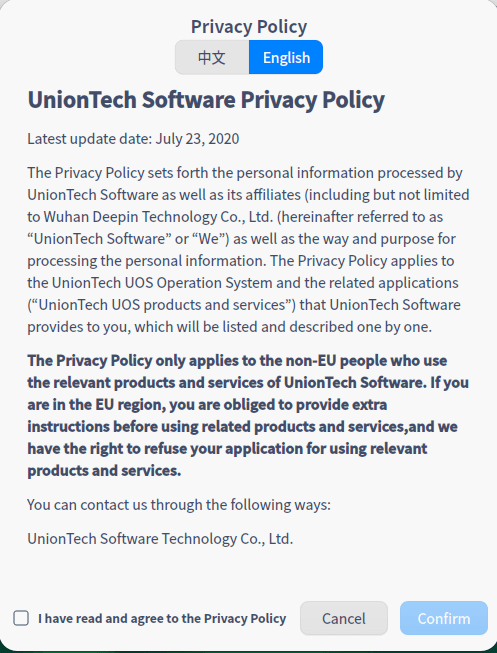 Privacy Policy
中文 English
UnionTech Software Privacy Policy
Latest update date: July 23, 2020
The Privacy Policy sets forth the personal information processed by
UnionTech Software as well as its affiliates (including but not limited
to Wuhan Deepin Technology Co., Ltd. (hereinafter referred to as
“UnionTech Software” or “We”) as well as the way and purpose for
processing the personal information. The Privacy Policy applies to
the UnionTech UOS Operation System and the related applications
(“UnionTech UOS products and services”) that UnionTech Software
provides to you, which will be listed and described one by one.
The Privacy Policy only applies to the non-EU people who use
the relevant products and services of UnionTech Software. If you
are in the EU region, you are obliged to provide extra
instructions before using related products and services,and we
have the right to refuse your application for using relevant
products and services.
You can contact us through the following ways:
UnionTech Software Technology Co., Ltd.
I have read and agree to the Privacy Policy Cancel Confirm